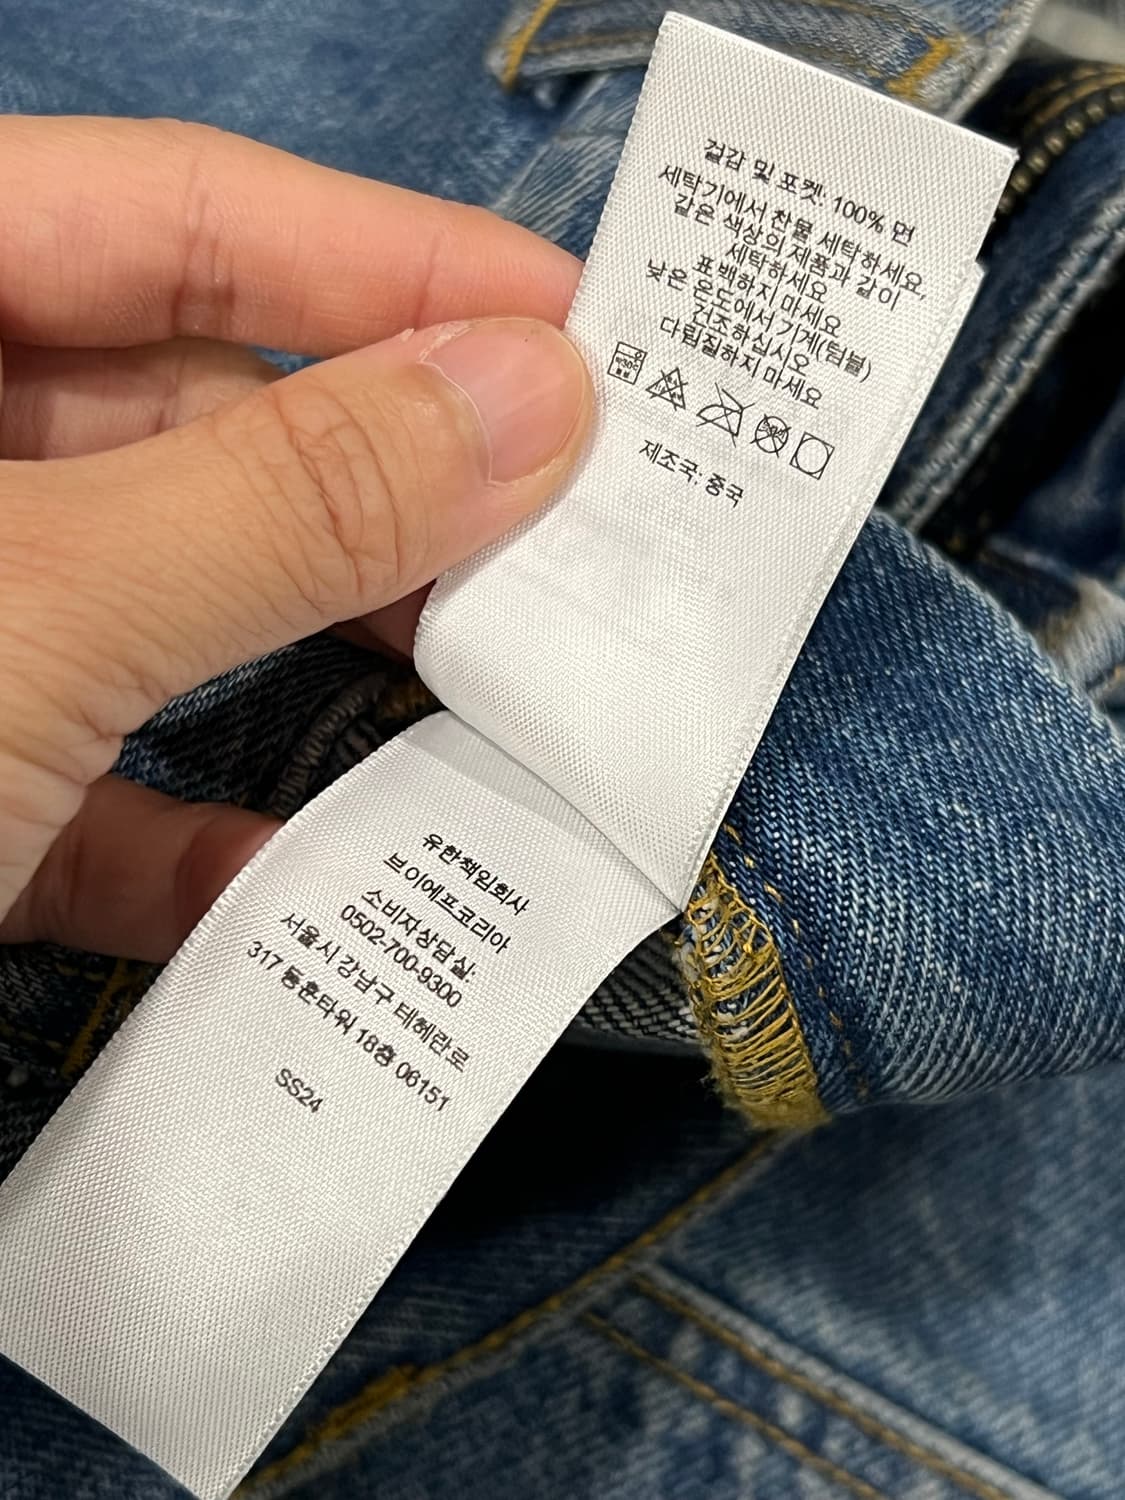 겉감 및 포켓: 100% 면
세탁기에서 찬물 세탁하세요,
같은 색상의 제품과 같이
세탁하세요
표백하지 마세요
낮은 온도에서 기계(텀블)
건조하십시오
다림질하지 마세요
제조국: 중국
유한책임회사
브이에프코리아
소비자상담실:
0502-700-9300
서울시 강남구 테헤란로
317 동훈타워 18층 06151
SS24